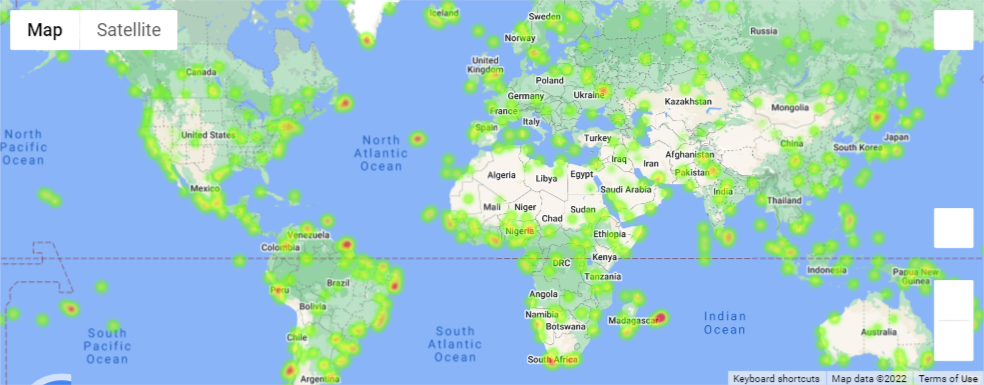 Map
Satellite
Iceland
Sweden
Norway
Russia
United
Kingdom
Canada
Poland
Germany
Ukraine
Kazakhstan
Mongolia
France
Italy
Spain
United States
Turkey
China
Japan
South Korea
North
Pacific
Ocean
North
Atlantic
Ocean
Iraq
Iran
Afghanistan
Pakistan
Algeria
Libya
Egypt
Saudi Arabia
India
Mexico
Mali
Niger
Chad
Sudan
Thailand
Nigeria
Ethiopia
Venezuela
Colombia
DRC
Kenya
Indonesia
Papua New
Guinea
Tanzania
Peru
Brazil
Angola
Bolivia
Namibia
Botswana
Madagascar
Indian
Ocean
Chile
South
Pacific
Ocean
South
Atlantic
Ocean
Australia
South Africa
Argentina
Keyboard shortcuts
Map data ©2022
Terms of Use